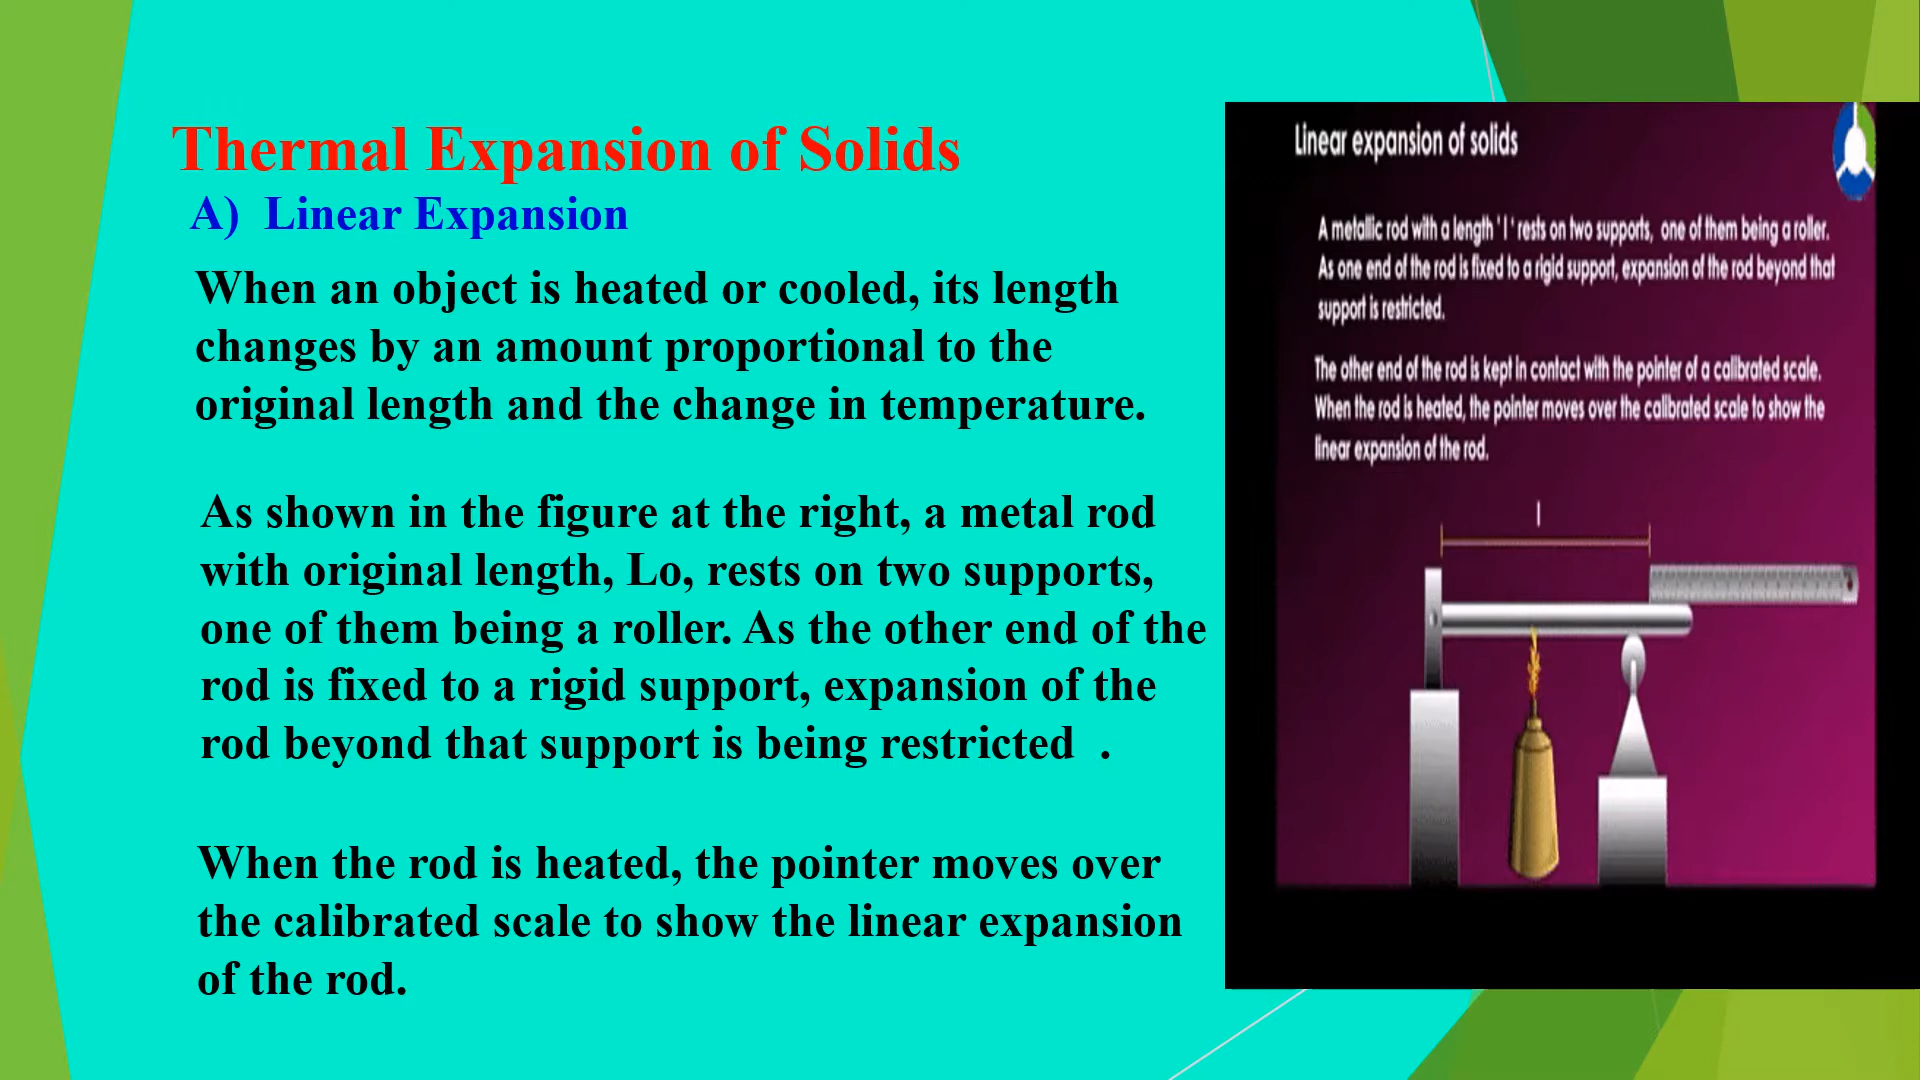 Thermal Expansion of Solids
A) Linear Expansion
When an object is heated or cooled, its length
changes by an amount proportional to the
original length and the change in temperature.
As shown in the figure at the right, a metal rod
with original length, Lo, rests on two supports,
one of them being a roller. As the other end of the
rod is fixed to a rigid support, expansion of the
rod beyond that support is being restricted .
When the rod is heated, the pointer moves over
the calibrated scale to show the linear expansion
of the rod.
Linear expansion of solids
A metallic rod with a length ' l ' rests on two supports, one of them being a roller.
As one end of the rod is fixed to a rigid support, expansion of the rod beyond that
support is restricted.
The other end of the rod is kept in contact with the pointer of a calibrated scale.
When the rod is heated, the pointer moves over the calibrated scale to show the
linear expansion of the rod.
l